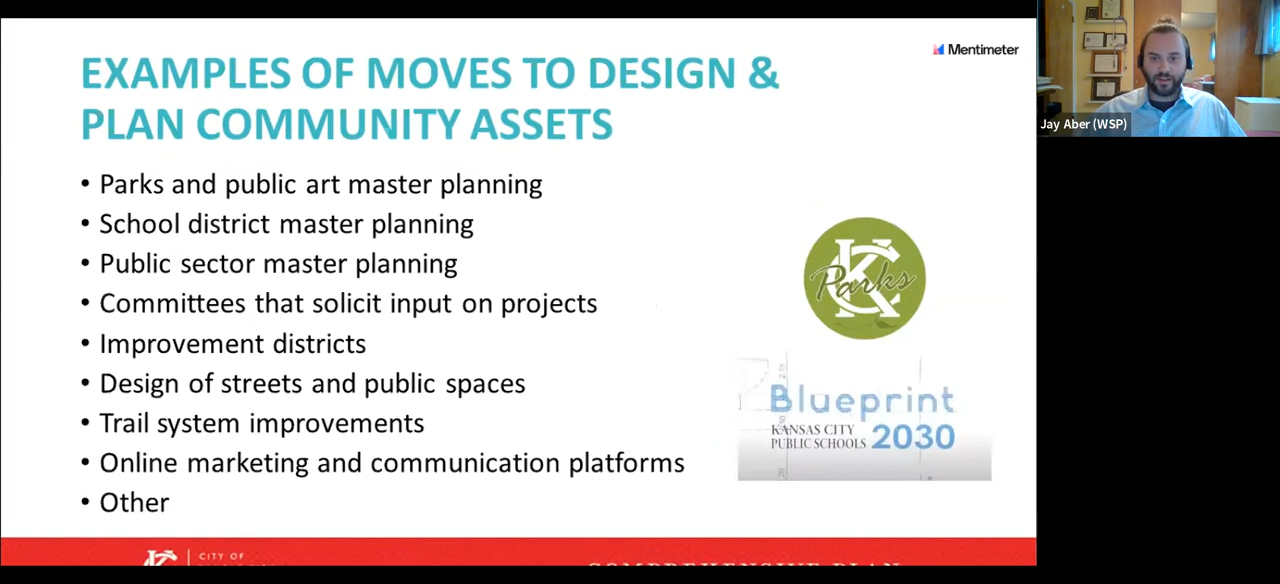 Mentimeter
EXAMPLES OF MOVES TO DESIGN &
PLAN COMMUNITY ASSETS
• Parks and public art master planning
• School district master planning
• Public sector master planning
• Committees that solicit input on projects
• Improvement districts
• Design of streets and public spaces
• Trail system improvements
• Online marketing and communication platforms
• Other
KC
Parks
Blueprint
KANSAS CITY
PUBLIC SCHOOLS 2030
KC
CITY OF
COMPREHENSIVE PLAN
Jay Aber (WSP)